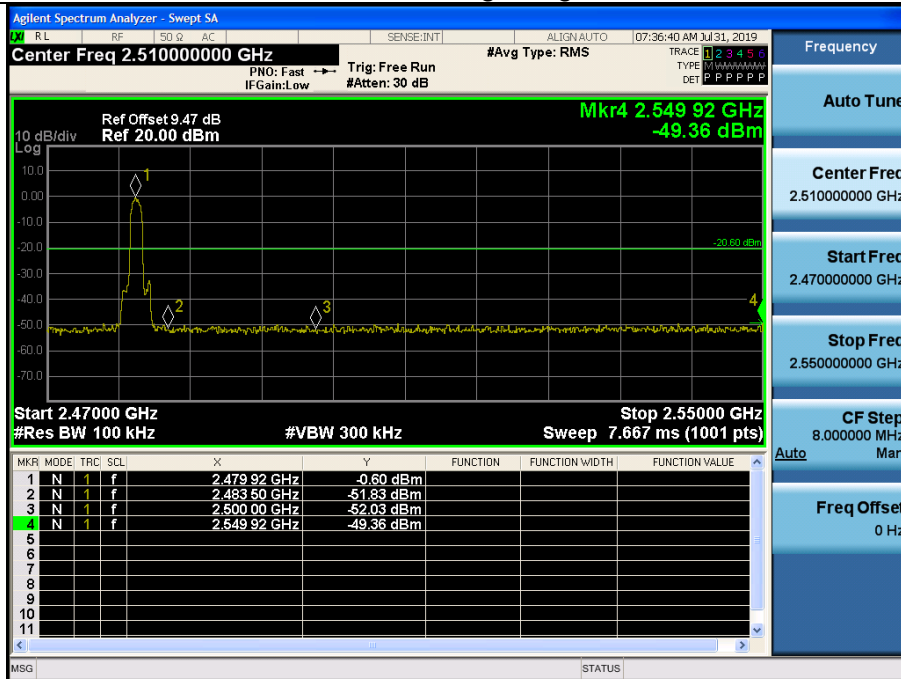 Agilent Spectrum Analyzer - Swept SA
LXI RL RF 50 Ω AC SENSE:INT ALIGNAUTO 07:36:40 AM Jul 31, 2019
Center Freq 2.510000000 GHz #Avg Type: RMS TRACE 1 2 3 4 5 6
PNO: Fast Trig: Free Run TYPE M WWWWW
IFGain:Low #Atten: 30 dB DET P P P P P P
Mkr4 2.549 92 GHz
Ref Offset 9.47 dB
-49.36 dBm
10 dB/div Ref 20.00 dBm
Log
10.0
1
0.00
-10.0
-20.0
-20.60 dBm
-30.0
-40.0
2
3
4
-50.0
-60.0
-70.0
Start 2.47000 GHz Stop 2.55000 GHz
#Res BW 100 kHz #VBW 300 kHz Sweep 7.667 ms (1001 pts)
MKR MODE TRC SCL X Y FUNCTION FUNCTION WIDTH FUNCTION VALUE
1 N 1 f 2.479 92 GHz -0.60 dBm
2 N 1 f 2.483 50 GHz -51.83 dBm
3 N 1 f 2.500 00 GHz -52.03 dBm
4 N 1 f 2.549 92 GHz -49.36 dBm
5
6
7
8
9
10
11
MSG STATUS
Frequency
Auto Tune
Center Freq
2.510000000 GHz
Start Freq
2.470000000 GHz
Stop Freq
2.550000000 GHz
CF Step
8.000000 MHz
Auto Man
Freq Offset
0 Hz